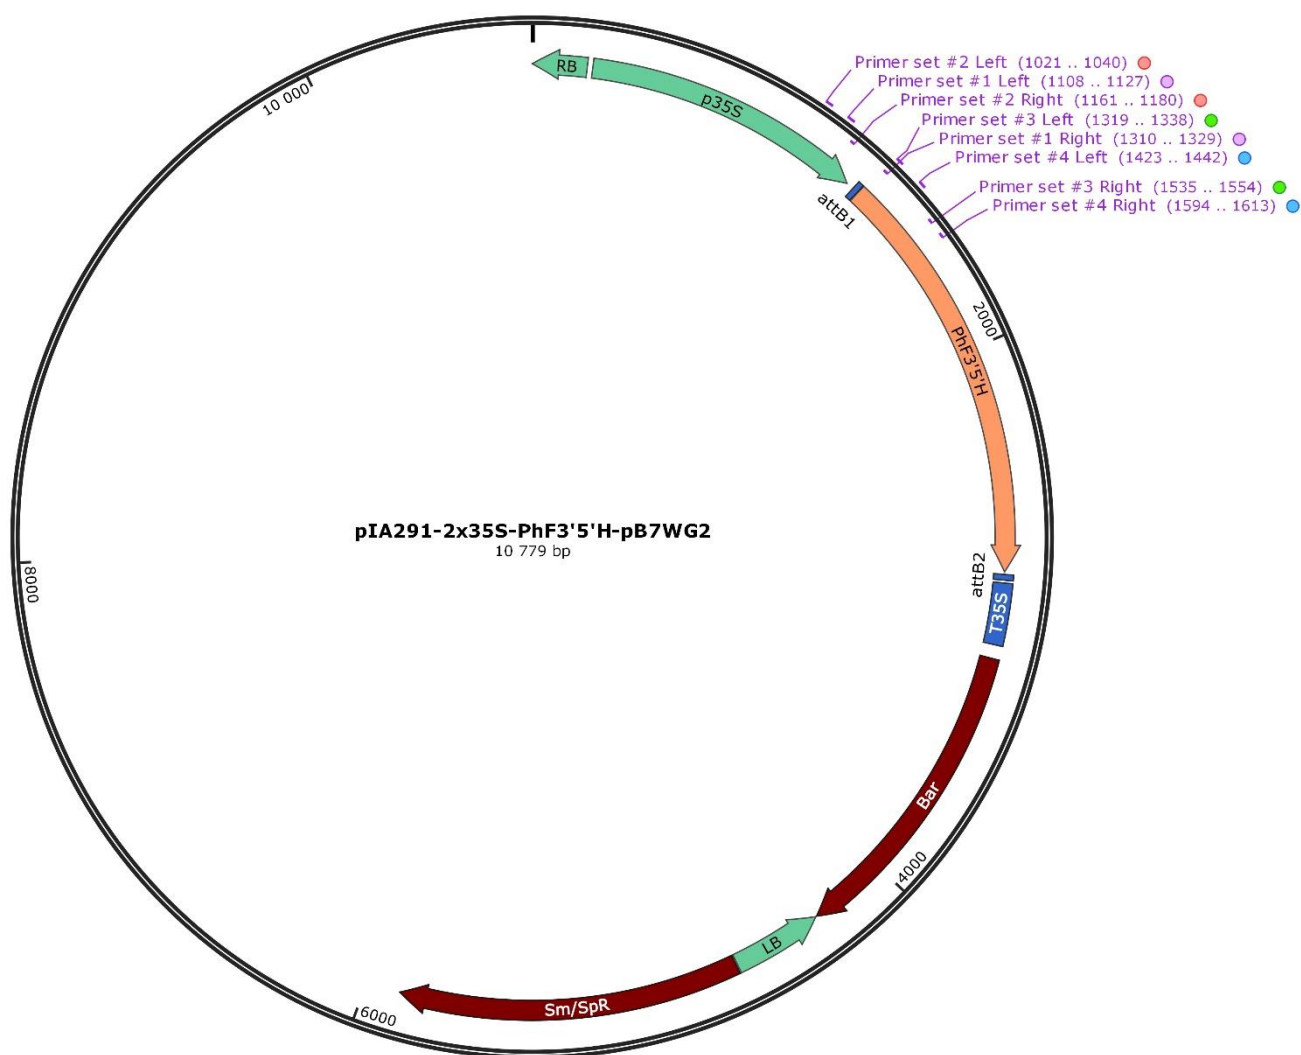 Primer set #2 Left (1021 .. 1040)
Primer set #1 Left (1108 .. 1127)
Primer set #2 Right (1161 .. 1180)
Primer set #3 Left (1319 .. 1338)
Primer set #1 Right (1310 .. 1329)
Primer set #4 Left (1423 .. 1442)
Primer set #3 Right (1535 .. 1554)
Primer set #4 Right (1594 .. 1613)
RB
p35S
10 000
attB1
2000
PhF3'5'H
pIA291-2x35S-PhF3'5'H-pB7WG2
10 779 bp
attB2
8000
T35S
Bar
4000
LB
Sm/SpR
6000